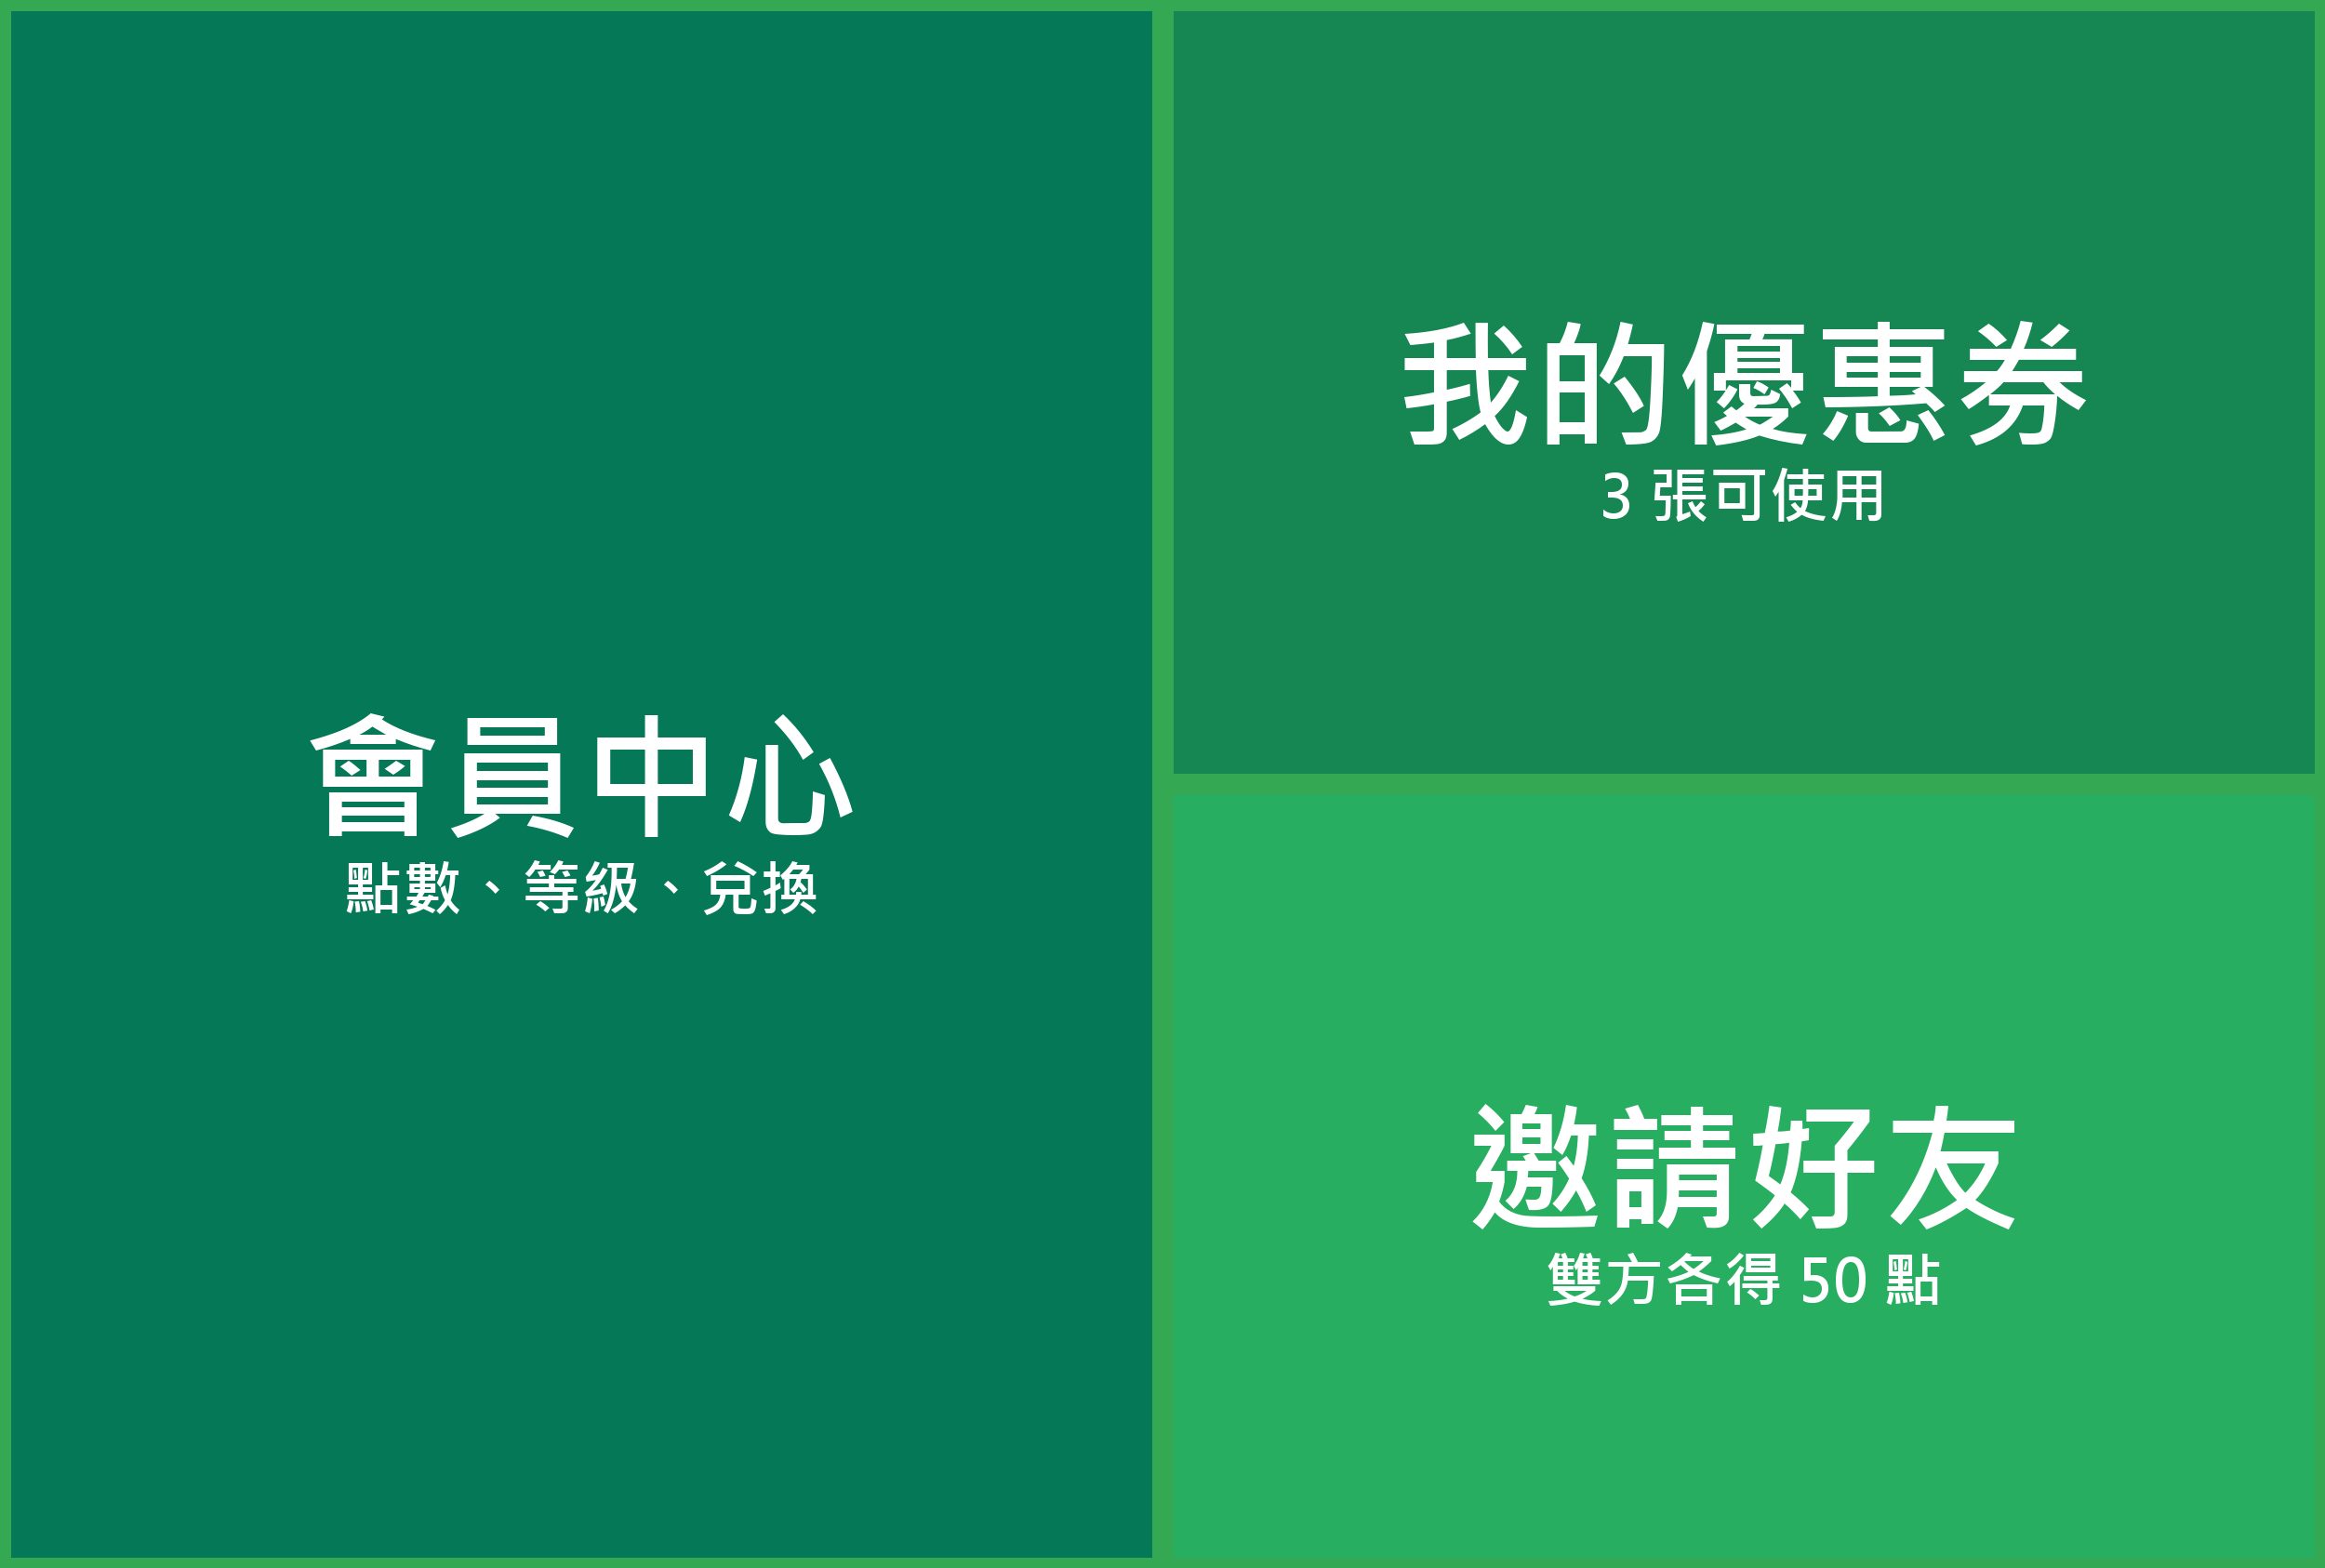 會員中心
點數、等級、兌換
我的優惠券
3 張可使用
邀請好友
雙方各得 50 點